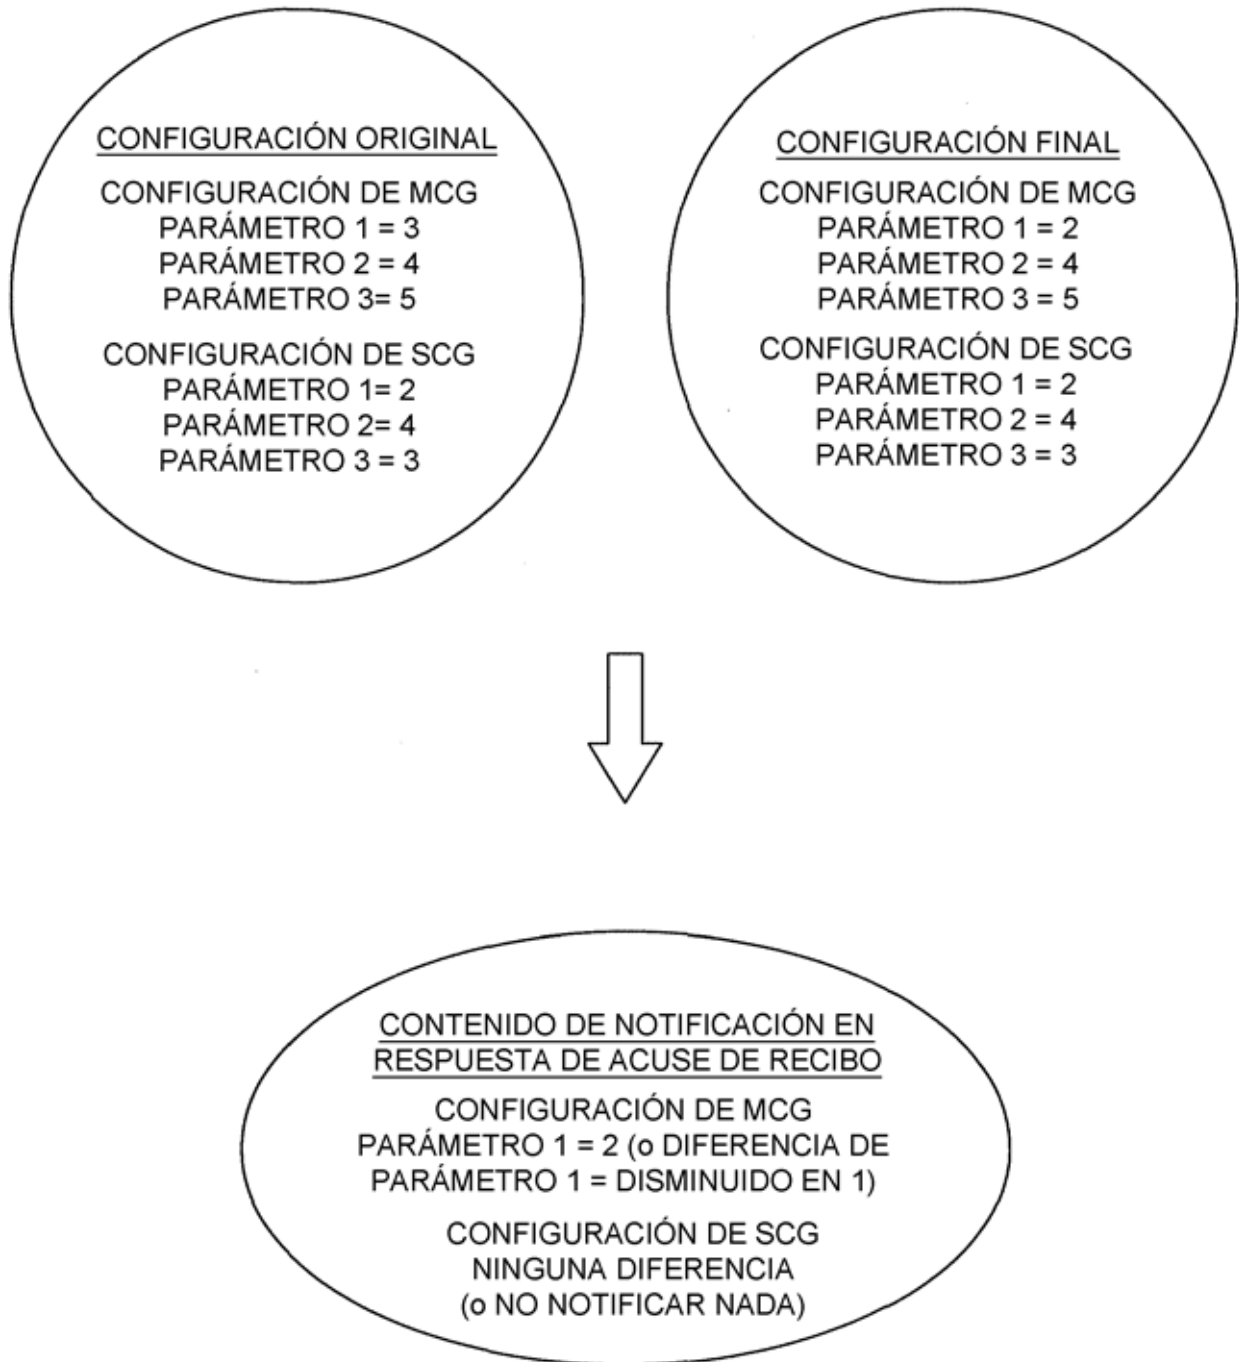 CONFIGURACIÓN ORIGINAL
CONFIGURACIÓN DE MCG
PARÁMETRO 1 = 3
PARÁMETRO 2 = 4
PARÁMETRO 3= 5
CONFIGURACIÓN DE SCG
PARÁMETRO 1= 2
PARÁMETRO 2= 4
PARÁMETRO 3 = 3
CONFIGURACIÓN FINAL
CONFIGURACIÓN DE MCG
PARÁMETRO 1 = 2
PARÁMETRO 2 = 4
PARÁMETRO 3 = 5
CONFIGURACIÓN DE SCG
PARÁMETRO 1 = 2
PARÁMETRO 2 = 4
PARÁMETRO 3 = 3
CONTENIDO DE NOTIFICACIÓN EN
RESPUESTA DE ACUSE DE RECIBO
CONFIGURACIÓN DE MCG
PARÁMETRO 1 = 2 (o DIFERENCIA DE
PARÁMETRO 1 = DISMINUIDO EN 1)
CONFIGURACIÓN DE SCG
NINGUNA DIFERENCIA
(o NO NOTIFICAR NADA)